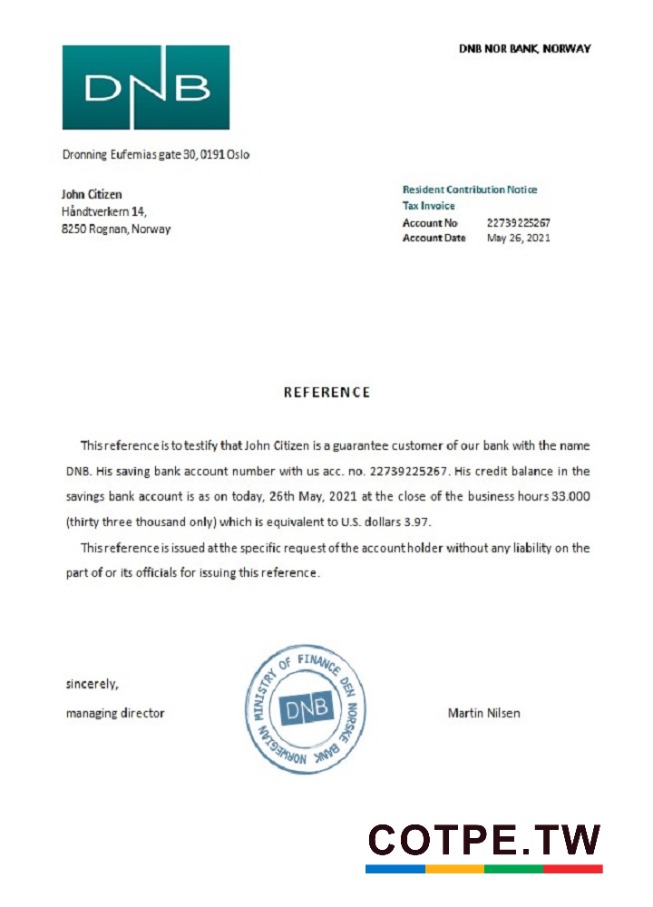 DNB NOR BANK, NORWAY
DNB
Dronning Eufemias gate 30, 0191 Oslo
John Citizen
Håndtverkern 14,
8250 Rognan, Norway
Resident Contribution Notice
Tax Invoice
Account No 22739225267
Account Date May 26, 2021
REFERENCE
This reference is to testify that John Citizen is a guarantee customer of our bank with the name
DNB. His saving bank account number with us acc. no. 22739225267. His credit balance in the
savings bank account is as on today, 26th May, 2021 at the close of the business hours 33.000
(thirty three thousand only) which is equivalent to U.S. dollars 3.97.
This reference is issued at the specific request of the account holder without any liability on the
part of or its officials for issuing this reference.
sincerely,
managing director
NORWEGIAN MINISTRY OF FINANCE DEN NORSKE BANK
DNB
Martin Nilsen
COTPE.TW